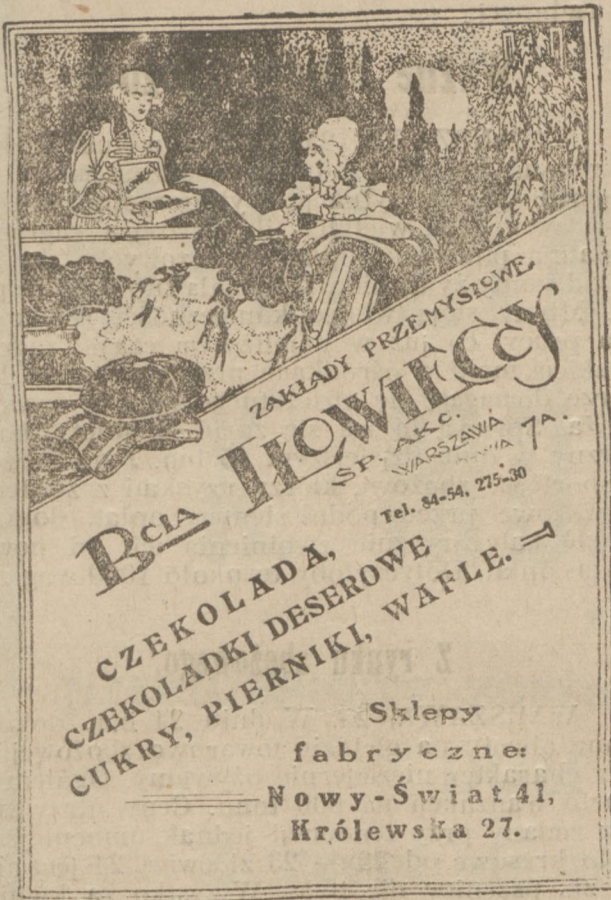 ZAKŁADY PRZEMYSŁOWE
BCIA IŁOWIECCY
SP. AKC.
WARSZAWA
7A.
Tel. 84-54, 275-30
CZEKOLADA,
CZEKOLADKI DESEROWE
CUKRY, PIERNIKI, WAFLE.
Sklepy
fabryczne:
Nowy-Świat 41,
Królewska 27.